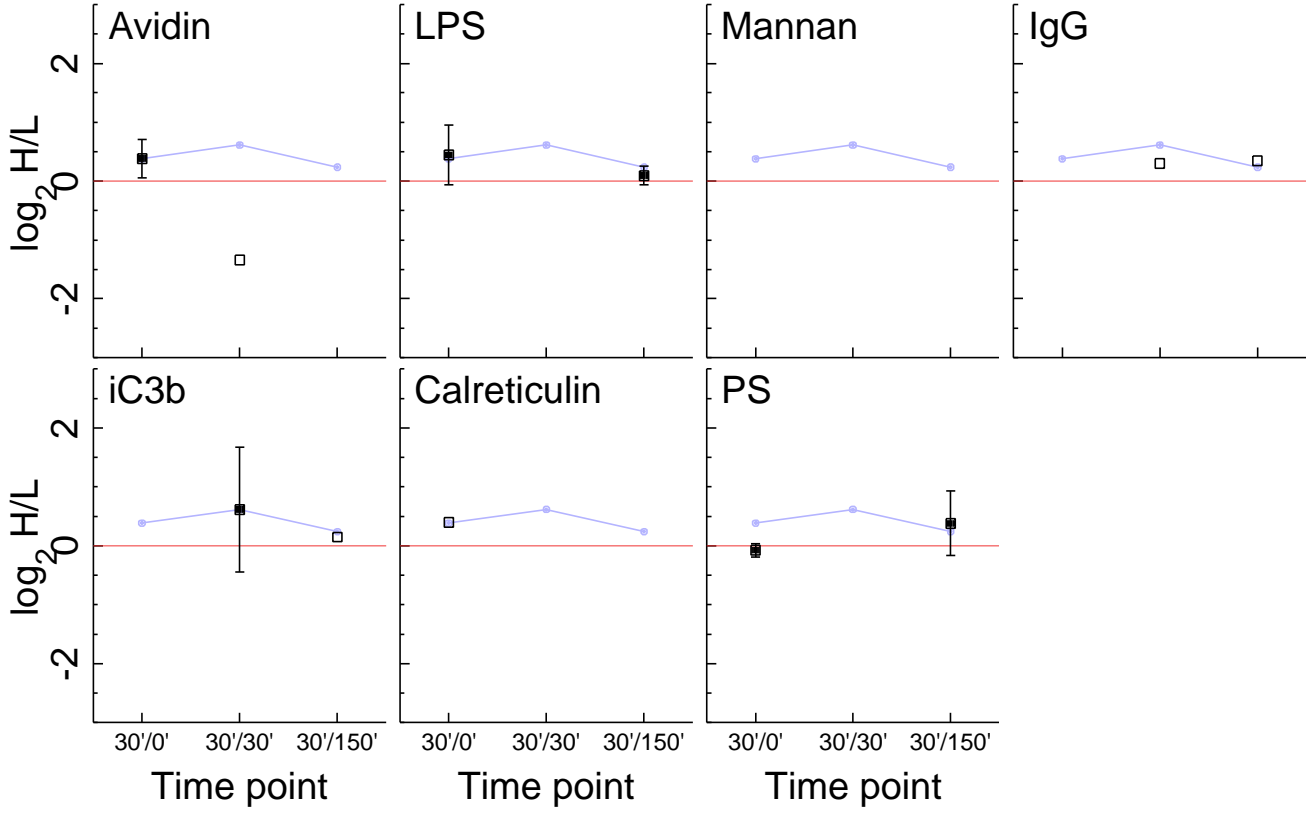 Avidin
LPS
Mannan
IgG
log2 H/L
2
0
-2
iC3b
Calreticulin
PS
log2 H/L
2
0
-2
30'/0' 30'/30' 30'/150'
30'/0' 30'/30' 30'/150'
30'/0' 30'/30' 30'/150'
Time point
Time point
Time point